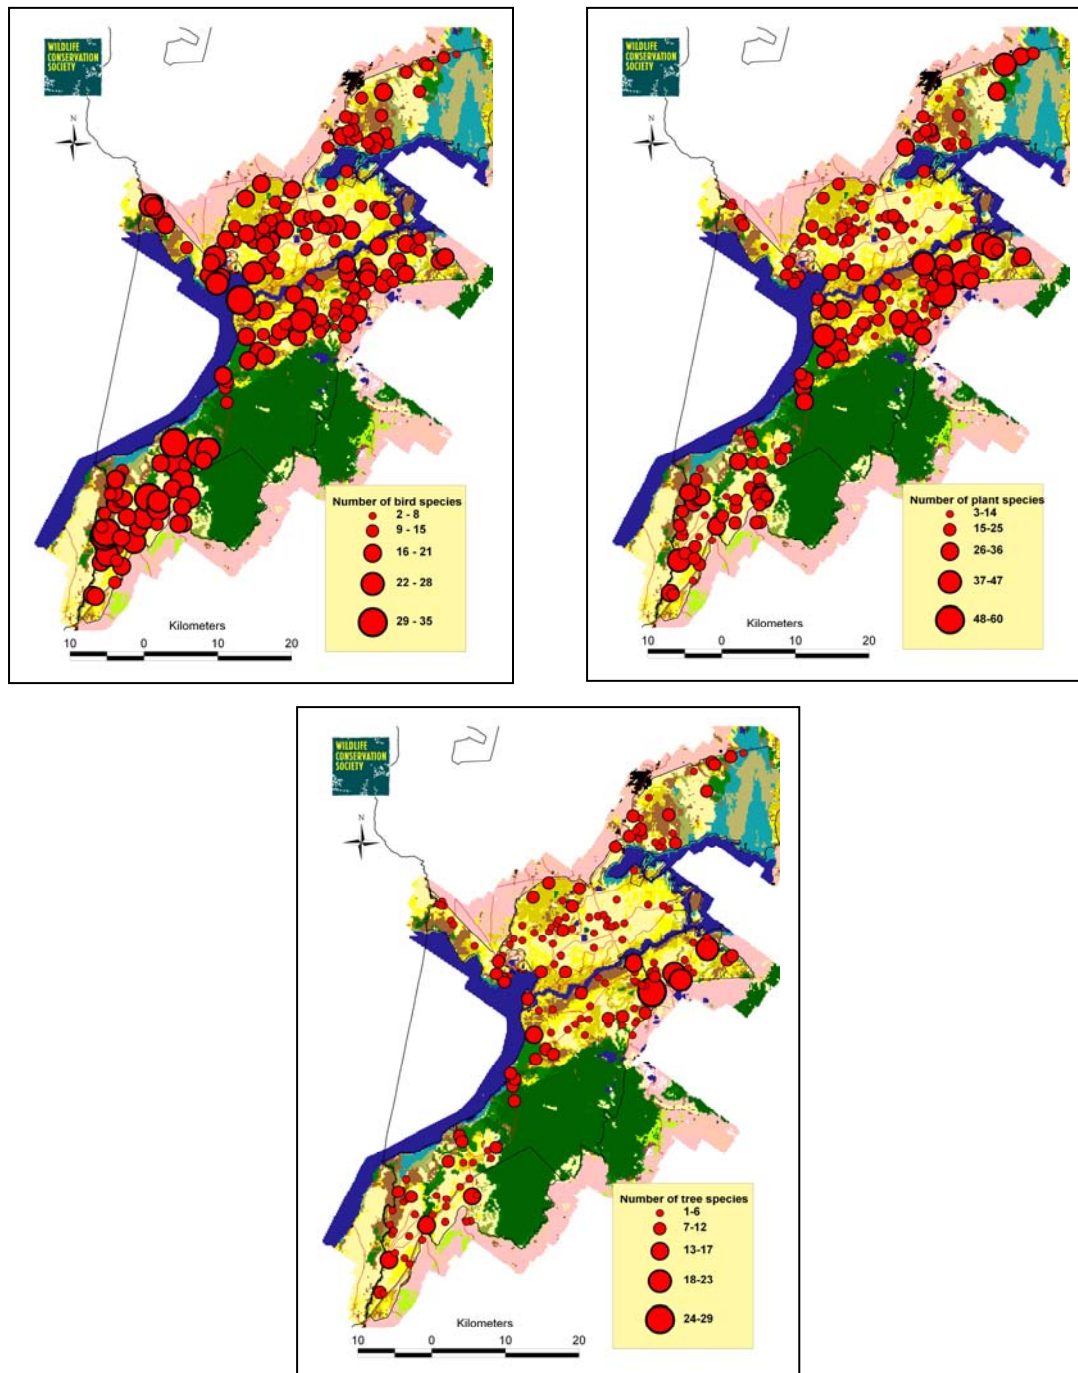 WILDLIFE
CONSERVATION
SOCIETY
N
Number of bird species
2 - 8
9 - 15
16 - 21
22 - 28
29 - 35
Kilometers
10 0 10 20
WILDLIFE
CONSERVATION
SOCIETY
N
Number of plant species
3-14
15-25
26-36
37-47
48-60
Kilometers
10 0 10 20
WILDLIFE
CONSERVATION
SOCIETY
N
Number of tree species
1-6
7-12
13-17
18-23
24-29
Kilometers
10 0 10 20